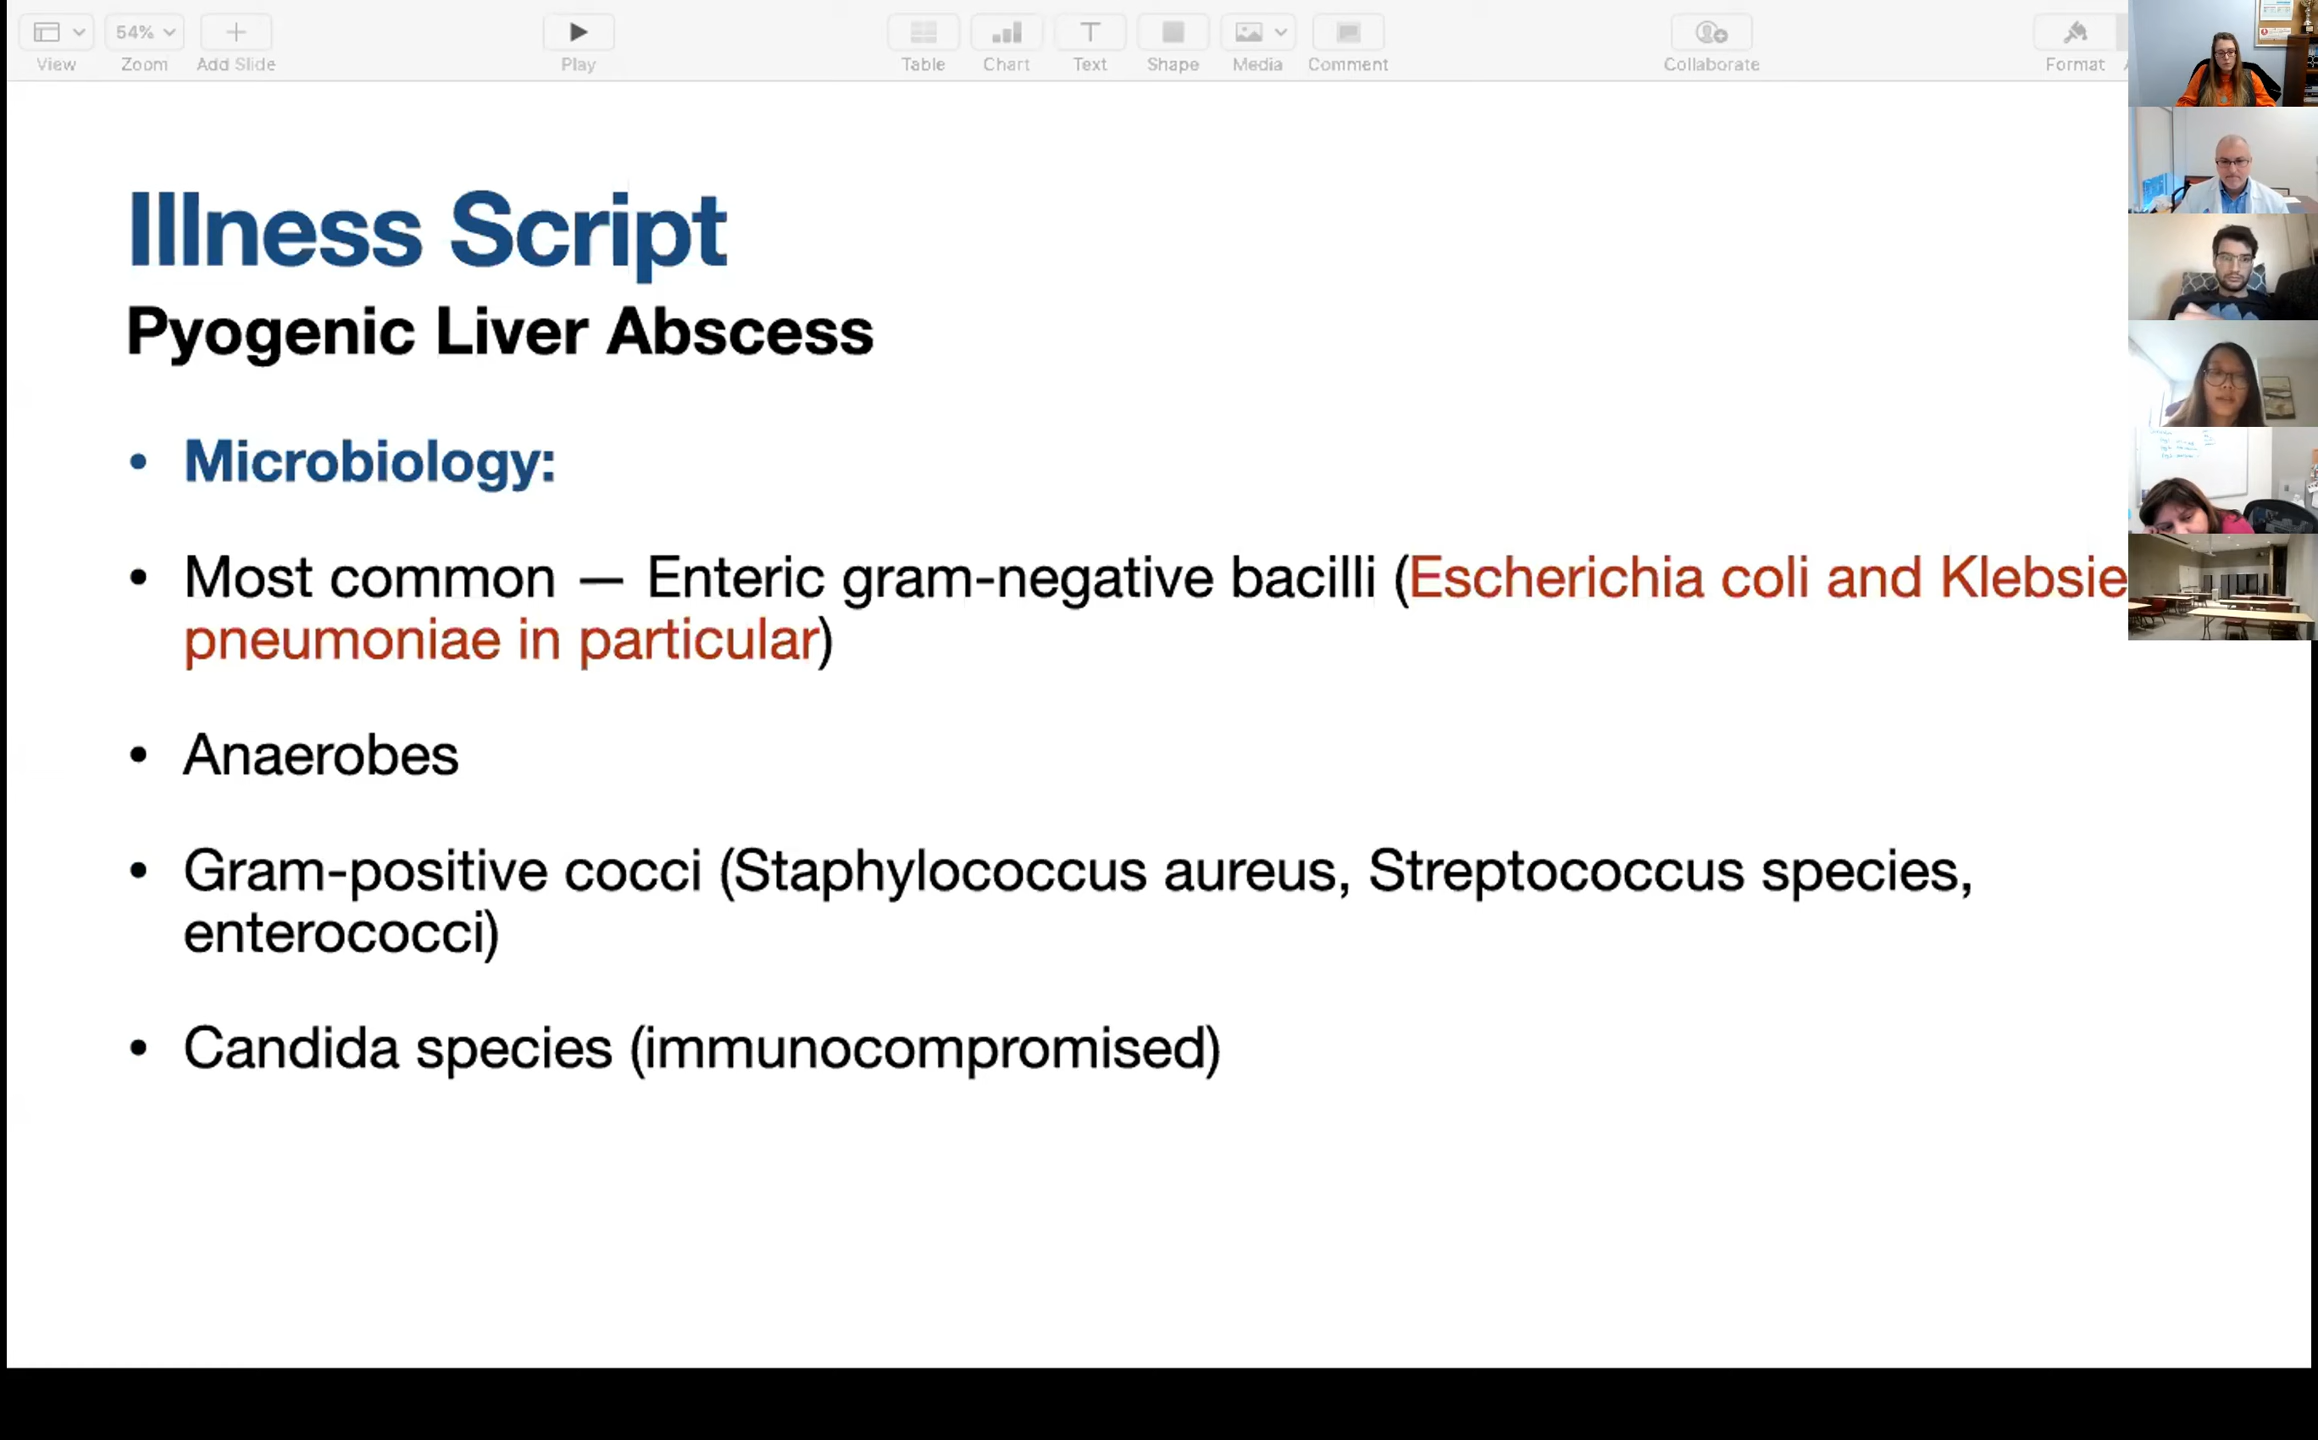 54%
View
Zoom
Add Slide
Play
Table
Chart
Text
Shape
Media
Comment
Collaborate
Format
Illness Script
Pyogenic Liver Abscess
• Microbiology:
• Most common — Enteric gram-negative bacilli (Escherichia coli and Klebsie
pneumoniae in particular)
• Anaerobes
• Gram-positive cocci (Staphylococcus aureus, Streptococcus species,
enterococci)
• Candida species (immunocompromised)